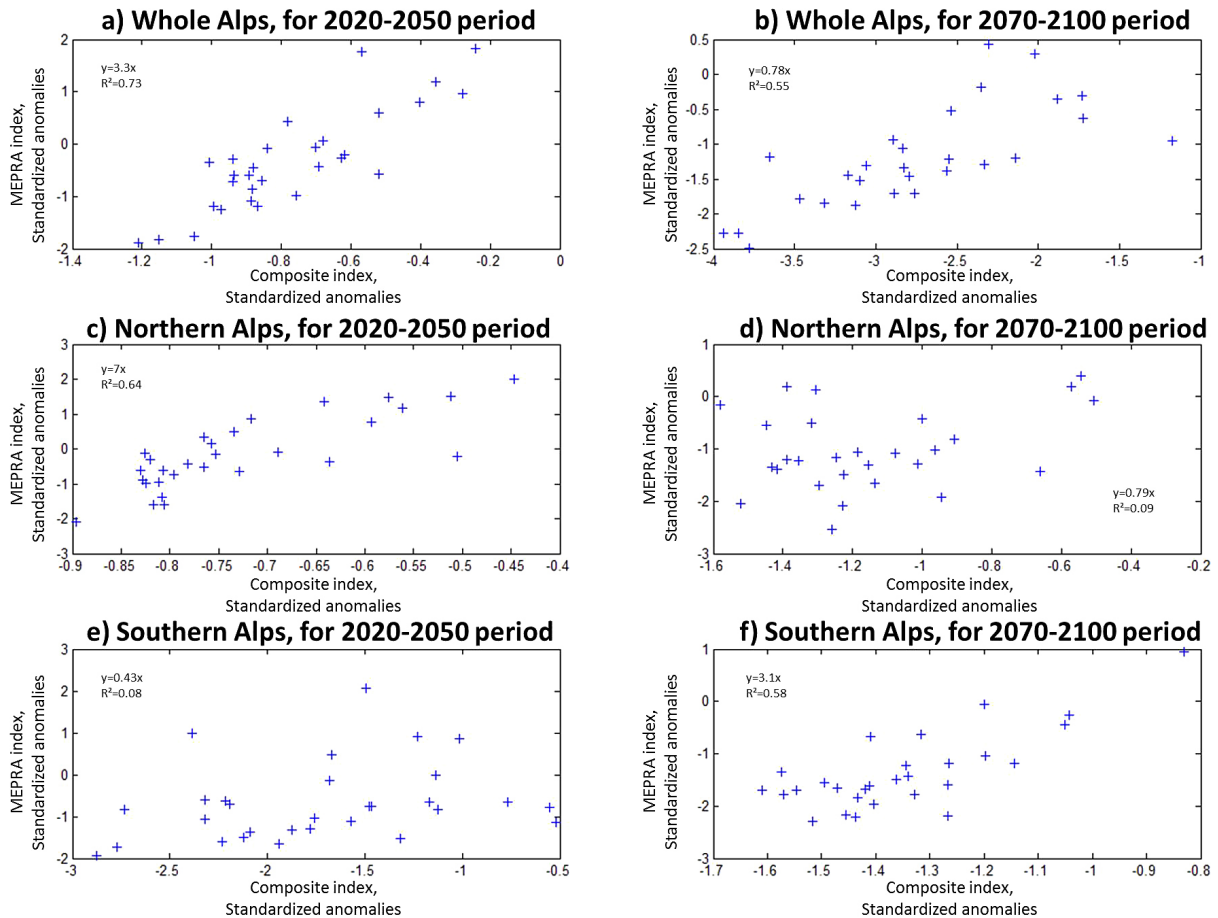 a) Whole Alps, for 2020-2050 period
MEPRA index,
Standardized anomalies
2
1
0
-1
-2
y=3.3x
R²=0.73
-1.4 -1.2 -1 -0.8 -0.6 -0.4 -0.2 0
Composite index,
Standardized anomalies
b) Whole Alps, for 2070-2100 period
MEPRA index,
Standardized anomalies
0.5
0
-0.5
-1
-1.5
-2
-2.5
y=0.78x
R²=0.55
-4 -3.5 -3 -2.5 -2 -1.5 -1
Composite index,
Standardized anomalies
c) Northern Alps, for 2020-2050 period
MEPRA index,
Standardized anomalies
3
2
1
0
-1
-2
-3
y=7x
R²=0.64
-0.9 -0.85 -0.8 -0.75 -0.7 -0.65 -0.6 -0.55 -0.5 -0.45 -0.4
Composite index,
Standardized anomalies
d) Northern Alps, for 2070-2100 period
MEPRA index,
Standardized anomalies
1
0
-1
-2
-3
y=0.79x
R²=0.09
-1.6 -1.4 -1.2 -1 -0.8 -0.6 -0.4 -0.2
Composite index,
Standardized anomalies
e) Southern Alps, for 2020-2050 period
MEPRA index,
Standardized anomalies
3
2
1
0
-1
-2
y=0.43x
R²=0.08
-3 -2.5 -2 -1.5 -1 -0.5
Composite index,
Standardized anomalies
f) Southern Alps, for 2070-2100 period
MEPRA index,
Standardized anomalies
1
0
-1
-2
-3
y=3.1x
R²=0.58
-1.7 -1.6 -1.5 -1.4 -1.3 -1.2 -1.1 -1 -0.9 -0.8
Composite index,
Standardized anomalies